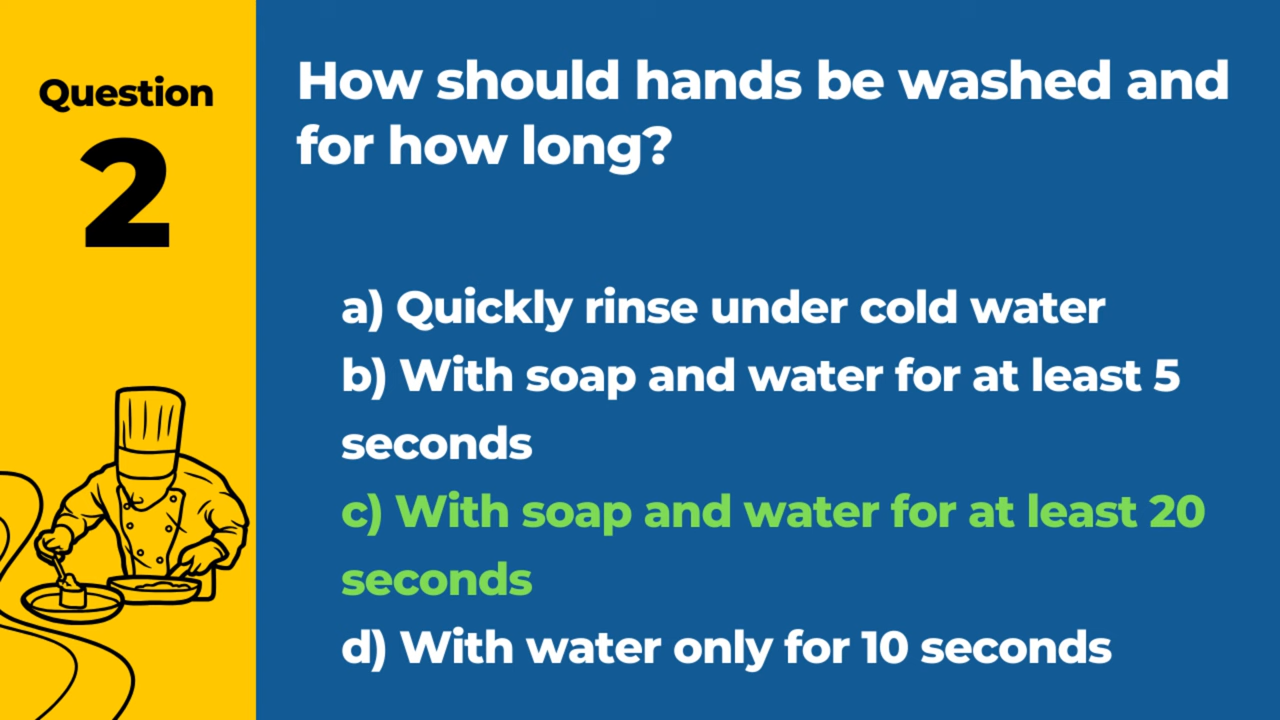 Question
2
How should hands be washed and
for how long?
a) Quickly rinse under cold water
b) With soap and water for at least 5
seconds
c) With soap and water for at least 20
seconds
d) With water only for 10 seconds